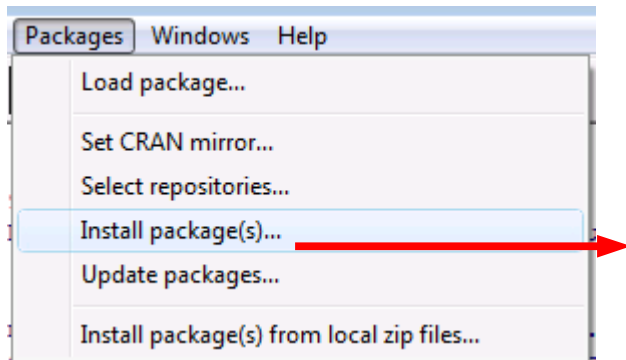 Packages Windows Help
Load package...
Set CRAN mirror...
Select repositories...
Install package(s)...
Update packages...
Install package(s) from local zip files...